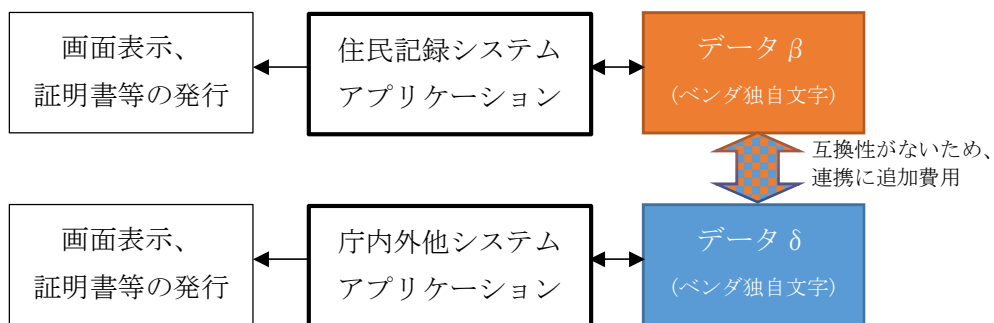 画面表示、
証明書等の発行
住民記録システム
アプリケーション
データβ
(ベンダ独自文字)
互換性がないため、
連携に追加費用
画面表示、
証明書等の発行
庁内外他システム
アプリケーション
データδ
(ベンダ独自文字)